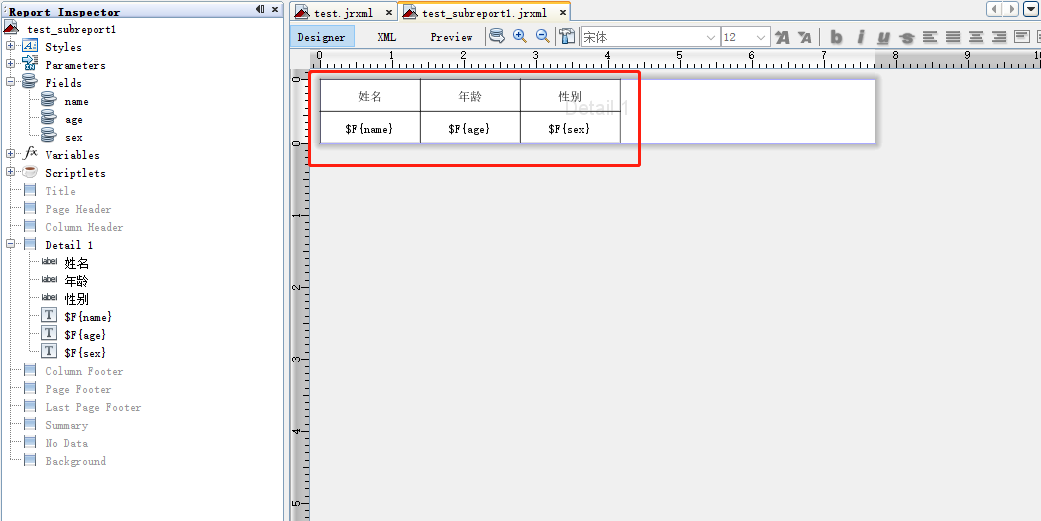 Report Inspector
test_subreport1
Styles
Parameters
Fields
name
age
sex
Variables
Scriptlets
Title
Page Header
Column Header
Detail 1
label 姓名
label 年龄
label 性别
T $F{name}
T $F{age}
T $F{sex}
Column Footer
Page Footer
Last Page Footer
Summary
No Data
Background
test.jrxml
test_subreport1.jrxml
Designer XML Preview 宋体 12 A A b i u S
0 1 2 3 4 5 6 7 8 9 10
0
0
1
2
3
4
5
姓名 年龄 性别
Detail 1
$F{name} $F{age} $F{sex}